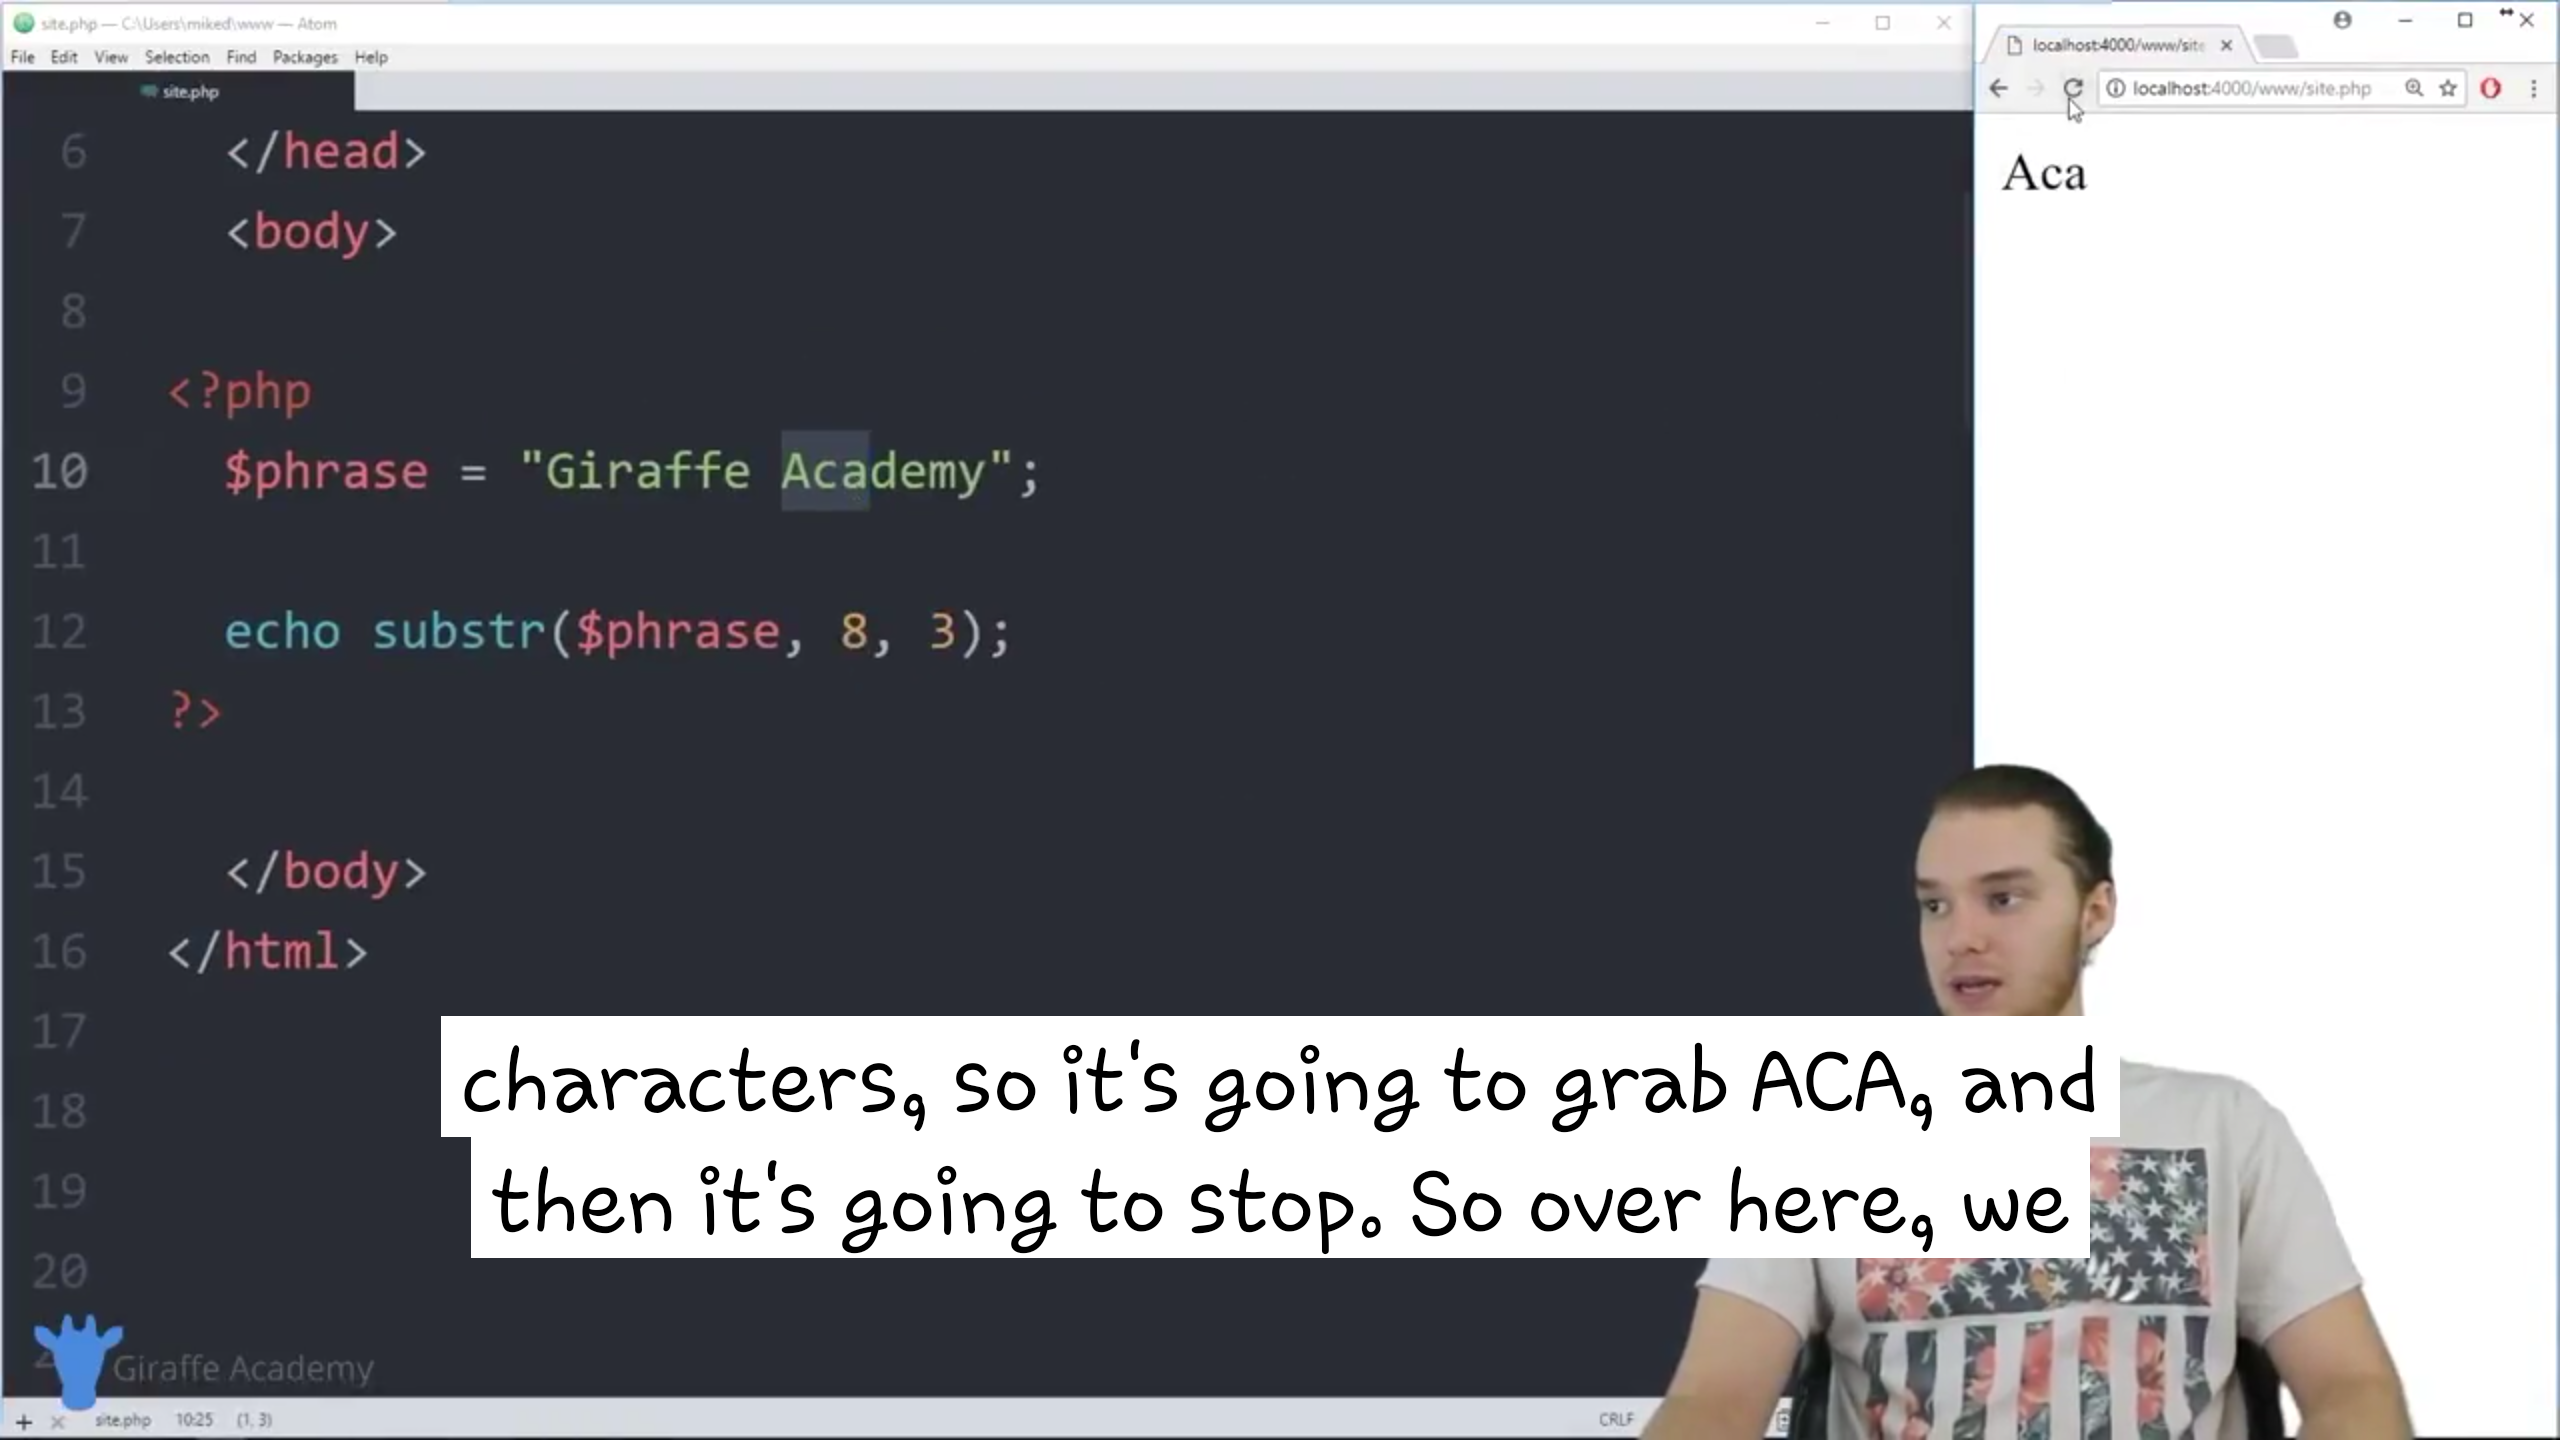 site.php — C:\Users\miked\www — Atom
File Edit View Selection Find Packages Help
site.php
6 </head>
7 <body>
8
9 <?php
10 $phrase = "Giraffe Academy";
11
12 echo substr($phrase, 8, 3);
13 ?>
14
15 </body>
16 </html>
17
18
19
20
localhost:4000/www/site
localhost:4000/www/site.php
Aca
characters, so it's going to grab ACA, and
then it's going to stop. So over here, we
Giraffe Academy
site.php 10:25 (1, 3)
CRLF